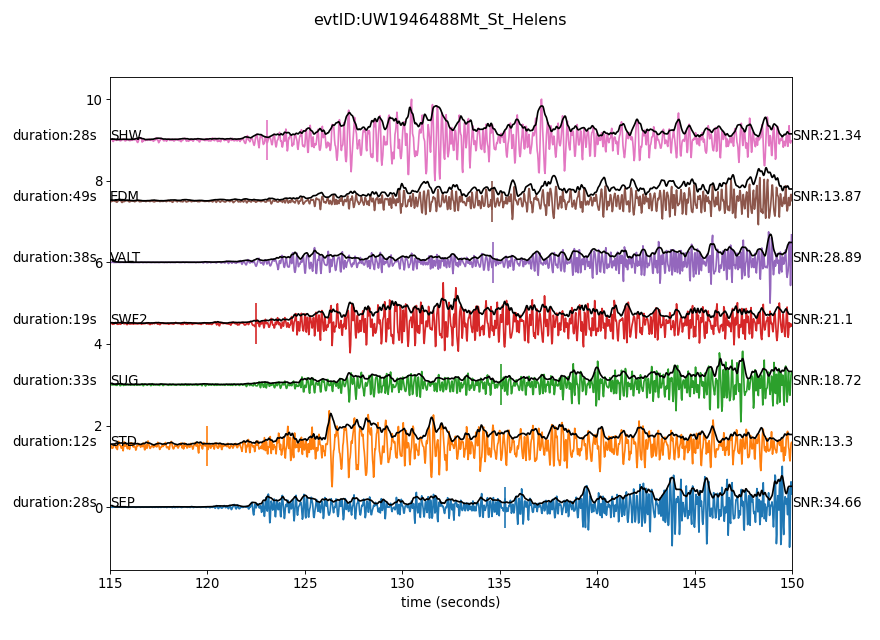 evtID:UW1946488Mt_St_Helens
10
duration:28s SHW SNR:21.34
8
duration:49s EDM SNR:13.87
duration:38s VALT SNR:28.89
6
duration:19s SWF2 SNR:21.1
4
duration:33s SUG SNR:18.72
2
duration:12s STD SNR:13.3
duration:28s SEP SNR:34.66
0
115 120 125 130 135 140 145 150
time (seconds)